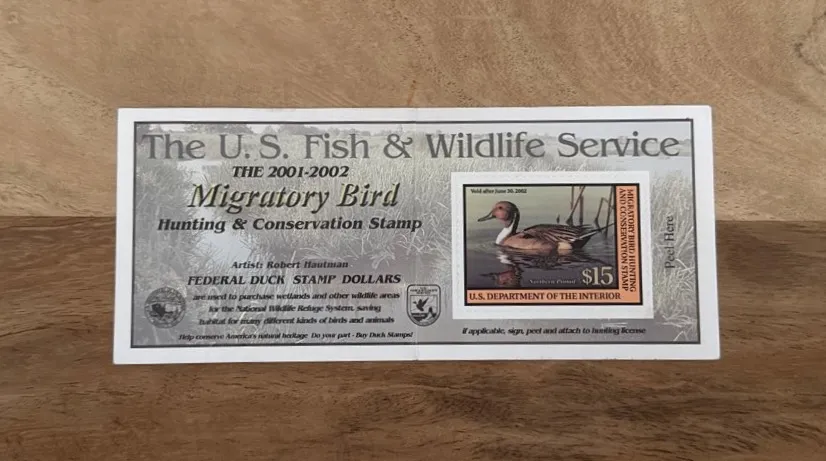 The U. S. Fish & Wildlife Service
THE 2001-2002
Migratory Bird
Hunting & Conservation Stamp
Artist: Robert Hautman
FEDERAL DUCK STAMP DOLLARS
are used to purchase wetlands and other wildlife areas
for the National Wildlife Refuge System, saving
habitat for many different kinds of birds and animals
Help conserve America's natural heritage Do your part - Buy Duck Stamps!
Void after June 30, 2002
MIGRATORY BIRD HUNTING
AND CONSERVATION STAMP
Northern Pintail
$15
U.S. DEPARTMENT OF THE INTERIOR
Peel Here
if applicable, sign, peel and attach to hunting license